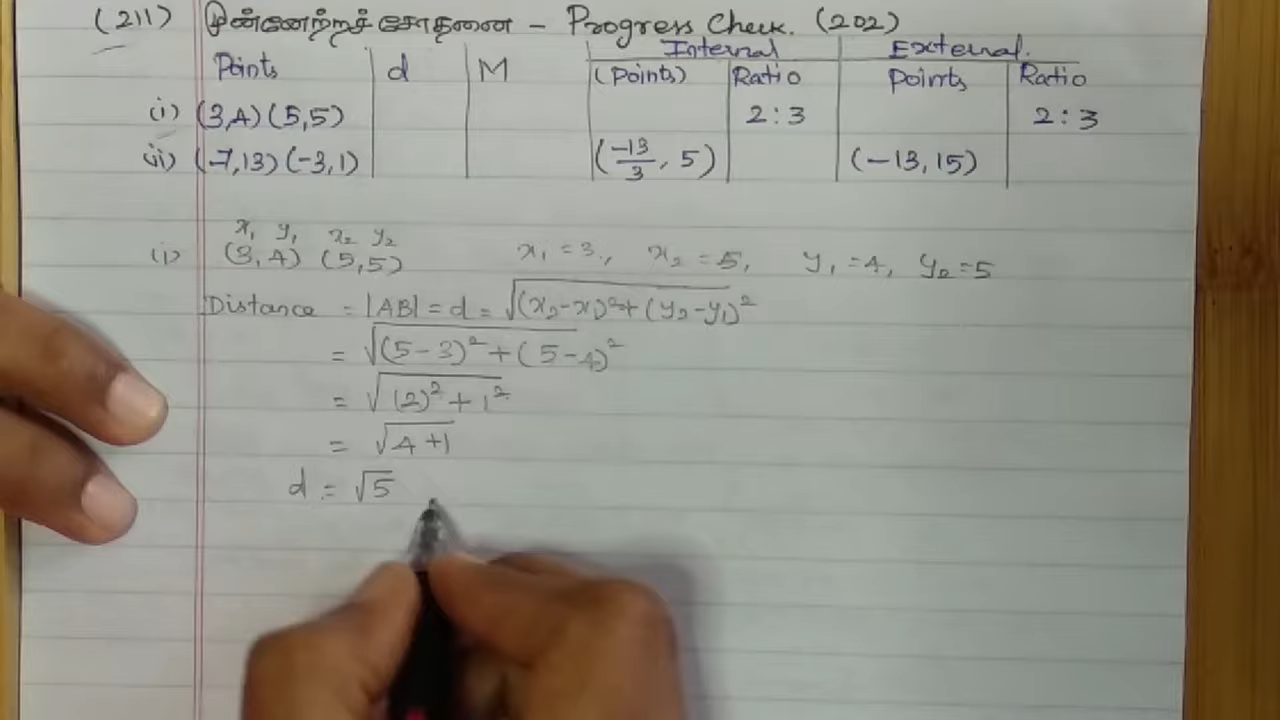 (211) முன்னேற்றச் சோதனை – Progress Check. (202)
Internal External.
Points d M (Points) Ratio Points Ratio
(i) (3,4) (5,5) 2:3 2:3
ii) (-7,13) (-3,1) (-13/3, 5) (-13, 15)
x₁ y₁ x₂ y₂
(i) (3,4) (5,5) x₁ = 3., x₂ = 5, y₁ = 4, y₂ = 5
Distance = |AB| = d = √(x₂-x₁)²+(y₂-y₁)²
= √(5-3)²+(5-4)²
= √(2)²+1²
= √4+1
d = √5